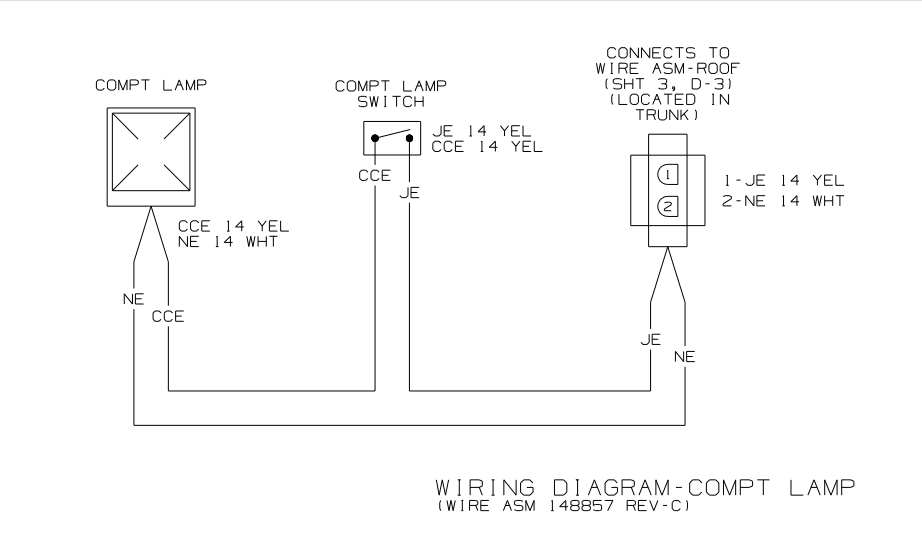 COMPT LAMP
COMPT LAMP
SWITCH
CONNECTS TO
WIRE ASM-ROOF
(SHT 3, D-3)
(LOCATED IN
TRUNK)
JE 14 YEL
CCE 14 YEL
CCE
JE
1
2
1-JE 14 YEL
2-NE 14 WHT
CCE 14 YEL
NE 14 WHT
NE
CCE
JE
NE
WIRING DIAGRAM-COMPT LAMP
(WIRE ASM 148857 REV-C)